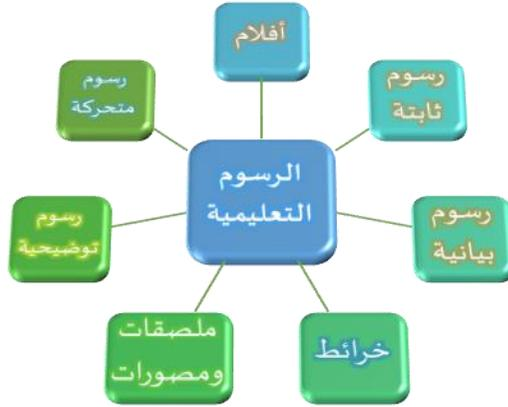 أفلام
رسوم
ثابتة
رسوم
بيانية
خرائط
ملصقات
ومصورات
رسوم
توضيحية
رسوم
متحركة
الرسوم
التعليمية